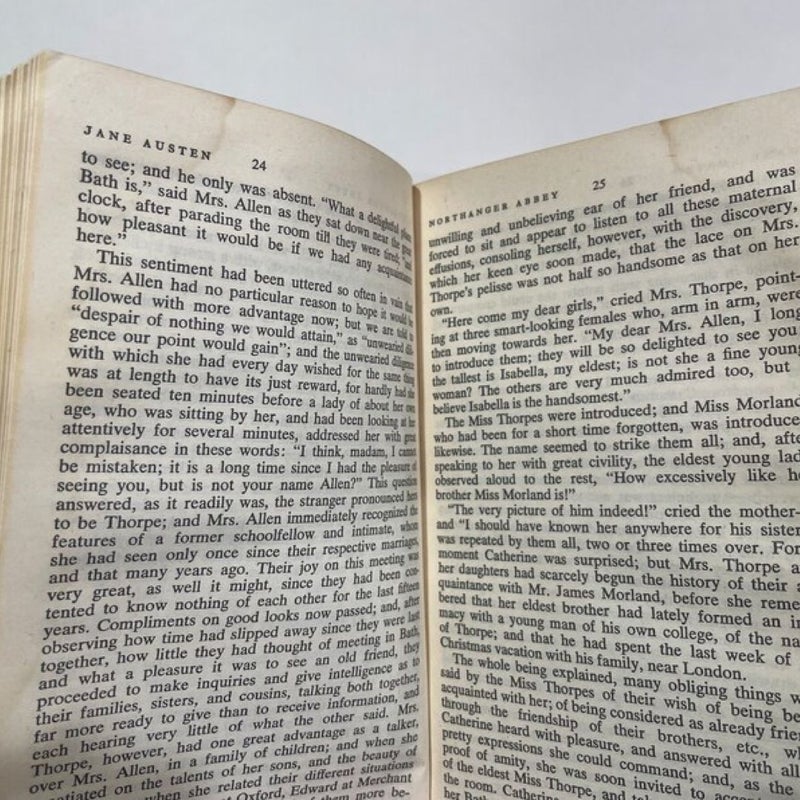 JANE AUSTEN 24
to see; and he only was absent. "What a delightful place
Bath is," said Mrs. Allen as they sat down near the great
clock, after parading the room till they were tired; "and
how pleasant it would be if we had any acquaintance
here."
This sentiment had been uttered so often in vain that
Mrs. Allen had no particular reason to hope it would be
followed with more advantage now; but we are told to
"despair of nothing we would attain," as "unwearied dili-
gence our point would gain"; and the unwearied diligence
with which she had every day wished for the same thing
was at length to have its just reward, for hardly had she
been seated ten minutes before a lady of about her own
age, who was sitting by her, and had been looking at her
attentively for several minutes, addressed her with great
complaisance in these words: "I think, madam, I cannot
be mistaken; it is a long time since I had the pleasure of
seeing you, but is not your name Allen?" This question
answered, as it readily was, the stranger pronounced hers
to be Thorpe; and Mrs. Allen immediately recognized the
features of a former schoolfellow and intimate, whom
she had seen only once since their respective marriages,
and that many years ago. Their joy on this meeting was
very great, as well it might, since they had been con-
tented to know nothing of each other for the last fifteen
years. Compliments on good looks now passed; and, after
observing how time had slipped away since they were last
together, how little they had thought of meeting in Bath,
and what a pleasure it was to see an old friend, they
proceeded to make inquiries and give intelligence as to
their families, sisters, and cousins, talking both together,
far more ready to give than to receive information, and
each hearing very little of what the other said. Mrs.
Thorpe, however, had one great advantage as a talker,
over Mrs. Allen, in a family of children; and when she
on the talents of her sons, and the beauty of
when she related their different situations
at Oxford, Edward at Merchant
of them more be-
NORTHANGER ABBEY 25
unwilling and unbelieving ear of her friend, and was
forced to sit and appear to listen to all these maternal
effusions, consoling herself, however, with the discovery,
which her keen eye soon made, that the lace on Mrs.
Thorpe's pelisse was not half so handsome as that on her
own.
"Here come my dear girls," cried Mrs. Thorpe, point-
ing at three smart-looking females who, arm in arm, were
then moving towards her. "My dear Mrs. Allen, I long
to introduce them; they will be so delighted to see you
the tallest is Isabella, my eldest; is not she a fine young
woman? The others are very much admired too, but
believe Isabella is the handsomest."
The Miss Thorpes were introduced; and Miss Morland
who had been for a short time forgotten, was introduce
likewise. The name seemed to strike them all; and, afte
speaking to her with great civility, the eldest young lad
observed aloud to the rest, "How excessively like he
brother Miss Morland is!"
"The very picture of him indeed!" cried the mother-
and "I should have known her anywhere for his sister
was repeated by them all, two or three times over. For
moment Catherine was surprised; but Mrs. Thorpe a
her daughters had scarcely begun the history of their a
quaintance with Mr. James Morland, before she reme
bered that her eldest brother had lately formed an in
macy with a young man of his own college, of the na
of Thorpe; and that he had spent the last week of
Christmas vacation with his family, near London.
The whole being explained, many obliging things w
said by the Miss Thorpes of their wish of being be
acquainted with her; of being considered as already frien
through the friendship of their brothers, etc., wh
Catherine heard with pleasure, and answered with all
pretty expressions she could command; and, as the
proof of amity, she was soon invited to accept
of the eldest Miss Thorpe, and
the room. Catherine
her Bath